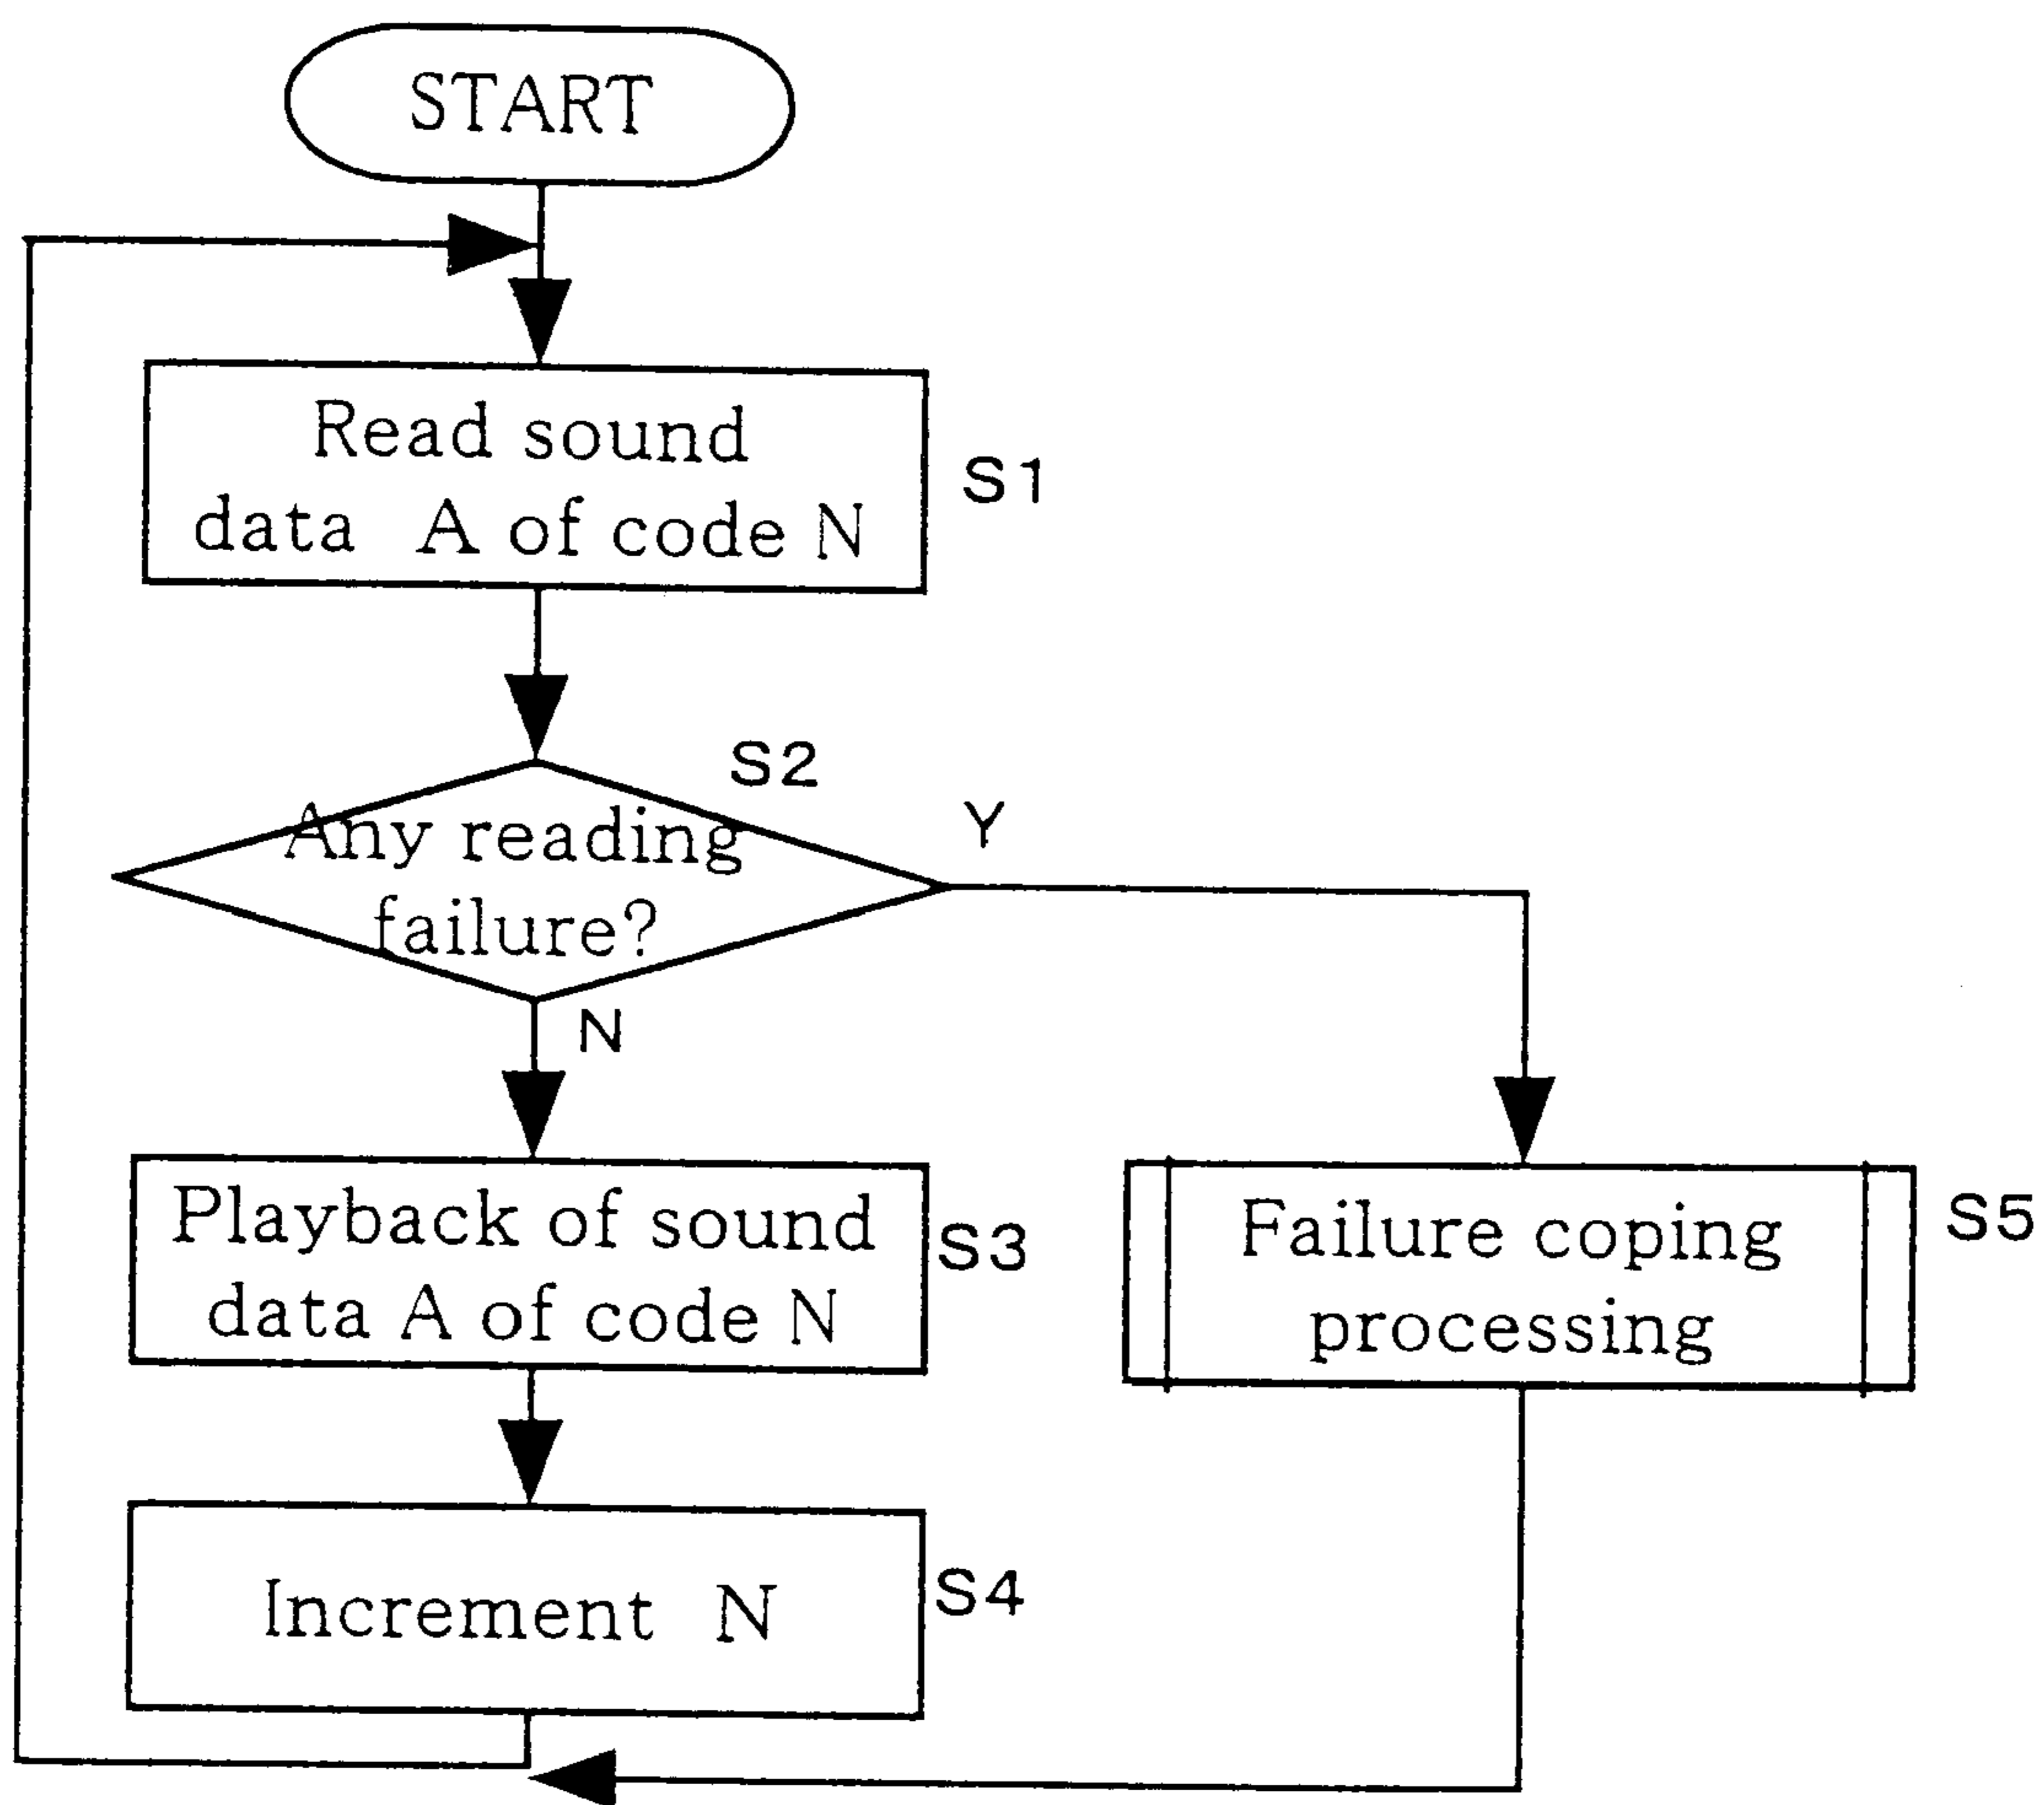 START
Read sound
data A of code N
S1
S2
Any reading
failure?
Y
N
Playback of sound
data A of code N
S3
Failure coping
processing
S5
Increment N
S4